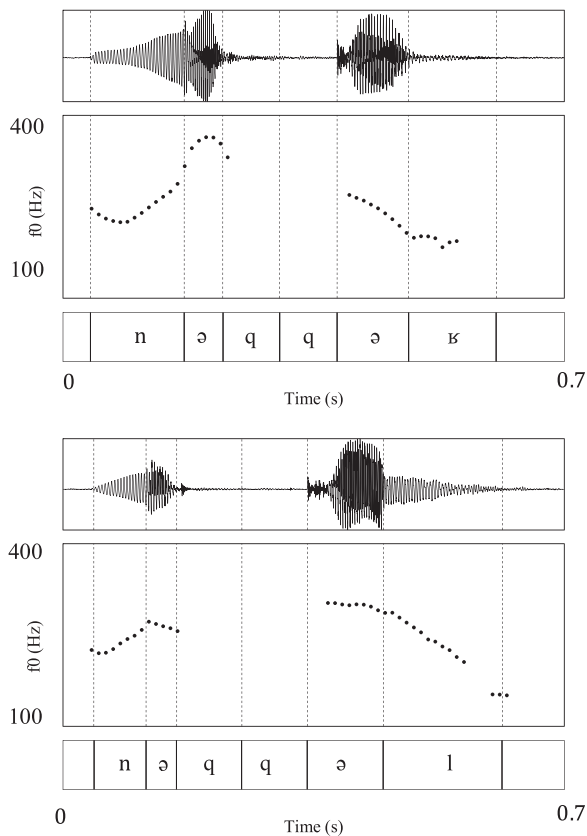 400
f0 (Hz)
100
u ɘ b b ɘ ʁ
0 0.7
Time (s)
400
f0 (Hz)
100
u ɘ b b ɘ l
0 0.7
Time (s)